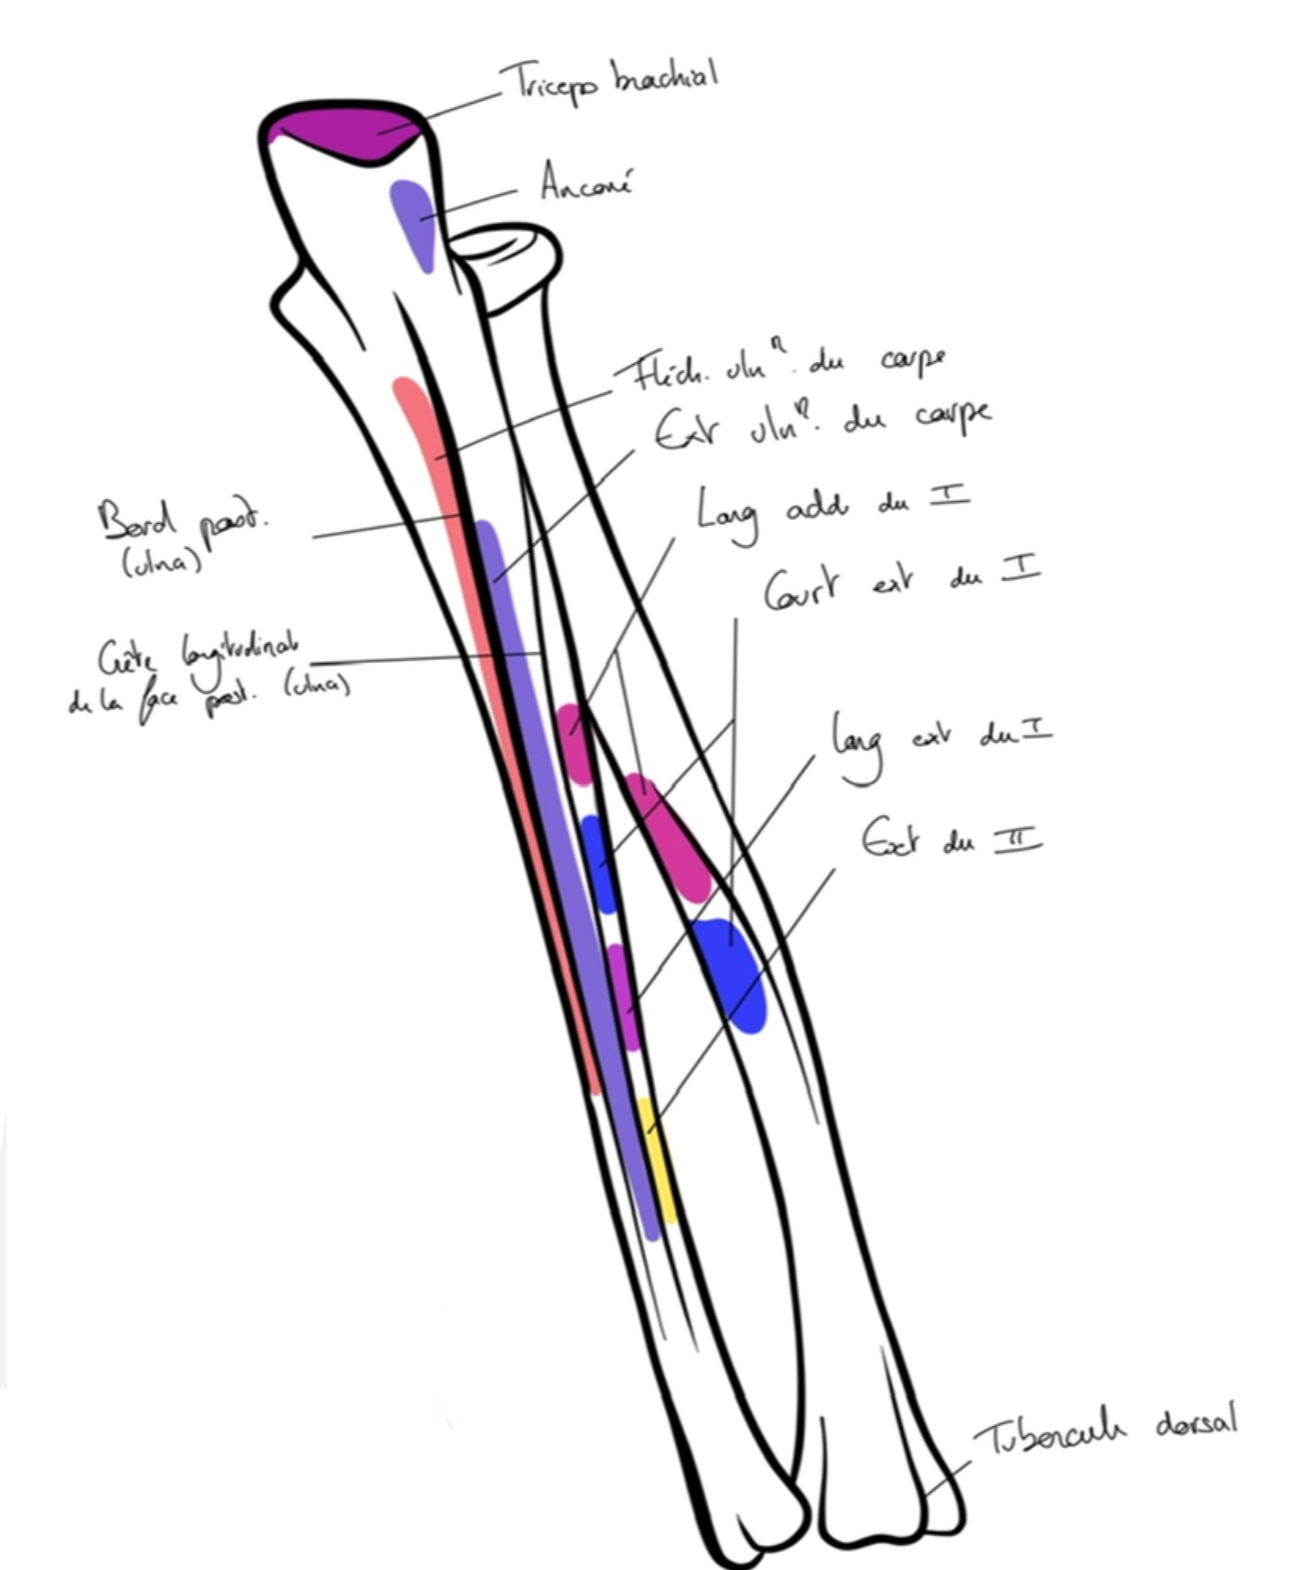 Triceps brachial
Anconé
Fléch. uln^r. du carpe
Ext uln^r. du carpe
Bord post.
(ulna)
Long add du I
Court ext du I
Crête longitudinale
de la face post. (ulna)
Long ext du I
Ext du II
Tubercule dorsal